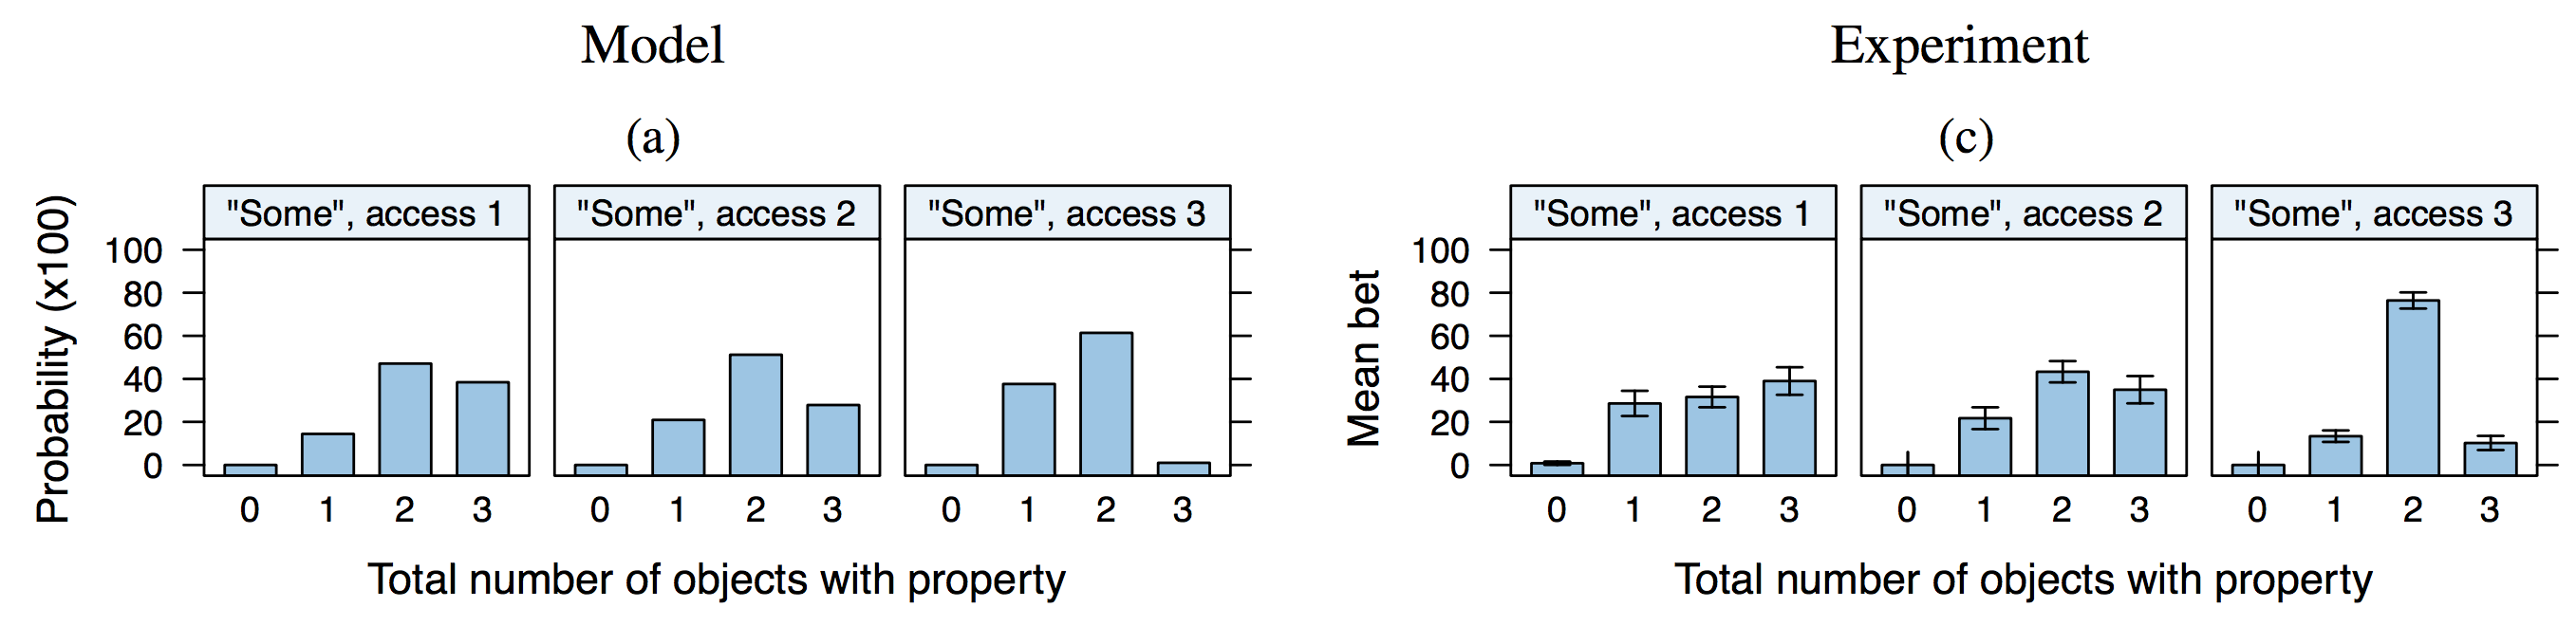 Model
(a)
"Some", access 1 "Some", access 2 "Some", access 3
Probability (x100)
100
80
60
40
20
0
0 1 2 3 0 1 2 3 0 1 2 3
Total number of objects with property
Experiment
(c)
"Some", access 1 "Some", access 2 "Some", access 3
Mean bet
100
80
60
40
20
0
0 1 2 3 0 1 2 3 0 1 2 3
Total number of objects with property